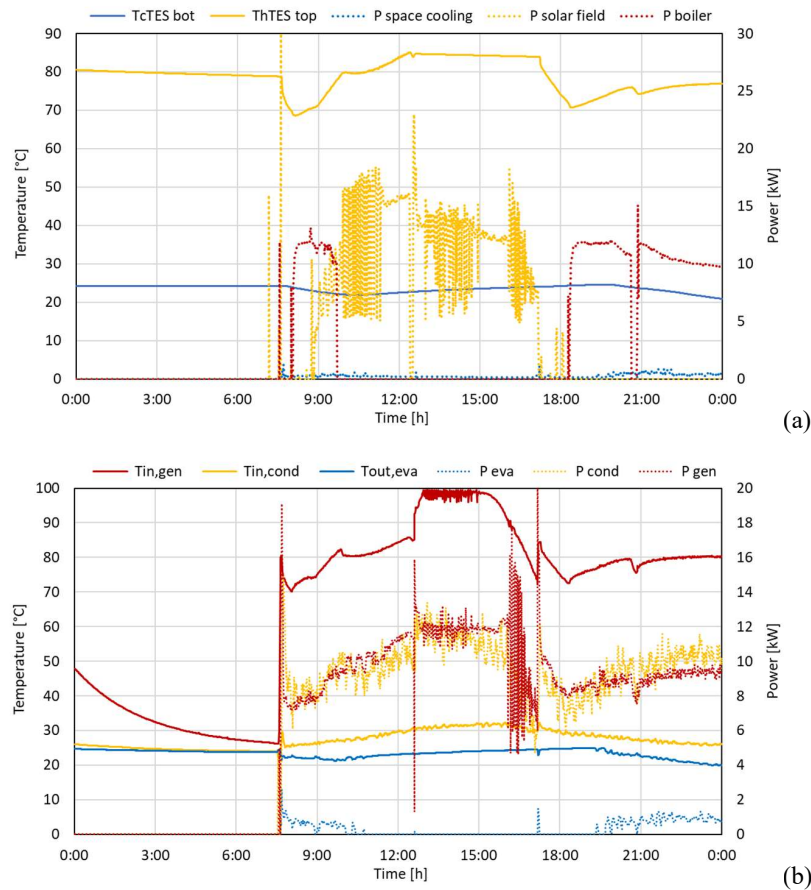 TcTES bot ThTES top P space cooling P solar field P boiler
90 30
80
25
70
60 20
50
15
40
30 10
20
5
10
0 0
0:00 3:00 6:00 9:00 12:00 15:00 18:00 21:00 0:00
Time [h]
Temperature [°C]
Power [kW]
(a)
Tin,gen Tin,cond Tout,eva P eva P cond P gen
100 20
90 18
80 16
70 14
60 12
50 10
40 8
30 6
20 4
10 2
0 0
0:00 3:00 6:00 9:00 12:00 15:00 18:00 21:00 0:00
Time [h]
Temperature [°C]
Power [kW]
(b)